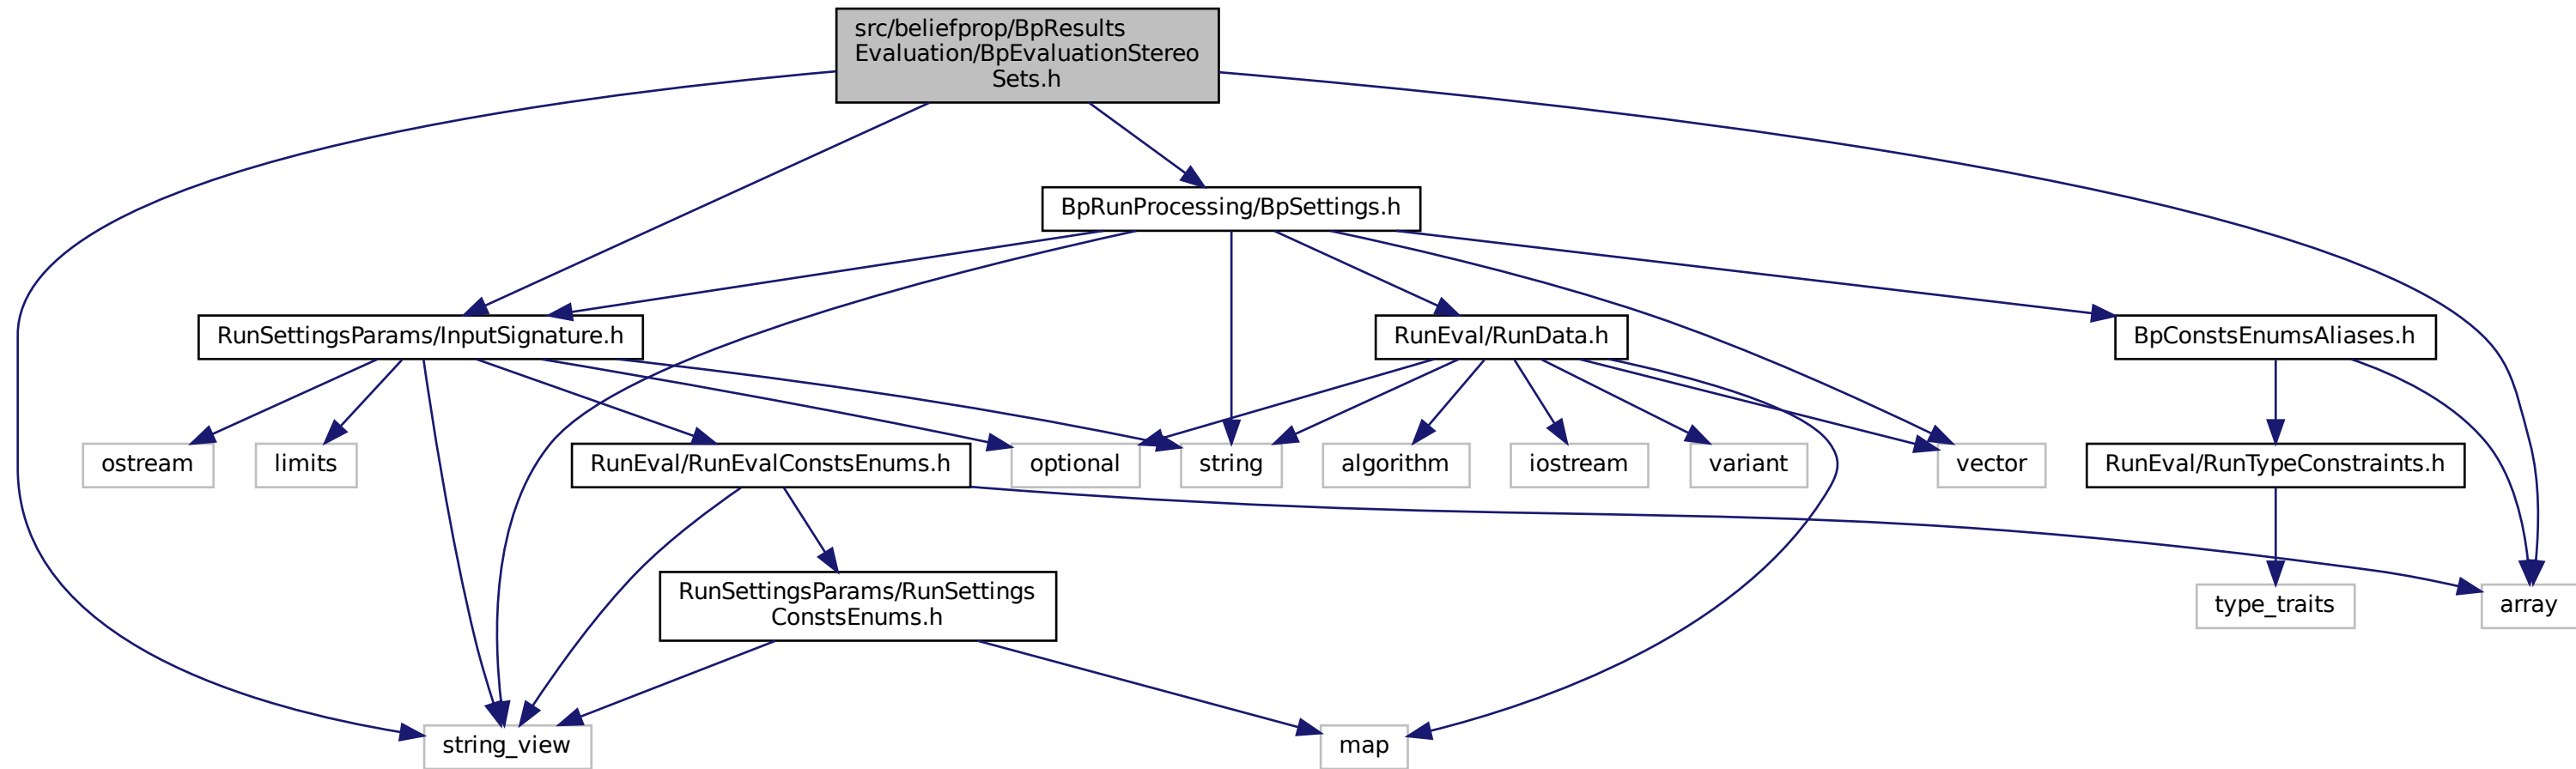 src/beliefprop/BpResults
Evaluation/BpEvaluationStereo
Sets.h
BpRunProcessing/BpSettings.h
RunSettingsParams/InputSignature.h
RunEval/RunData.h
BpConstsEnumsAliases.h
ostream
limits
RunEval/RunEvalConstsEnums.h
optional
string
algorithm
iostream
variant
vector
RunEval/RunTypeConstraints.h
RunSettingsParams/RunSettings
ConstsEnums.h
type_traits
array
string_view
map